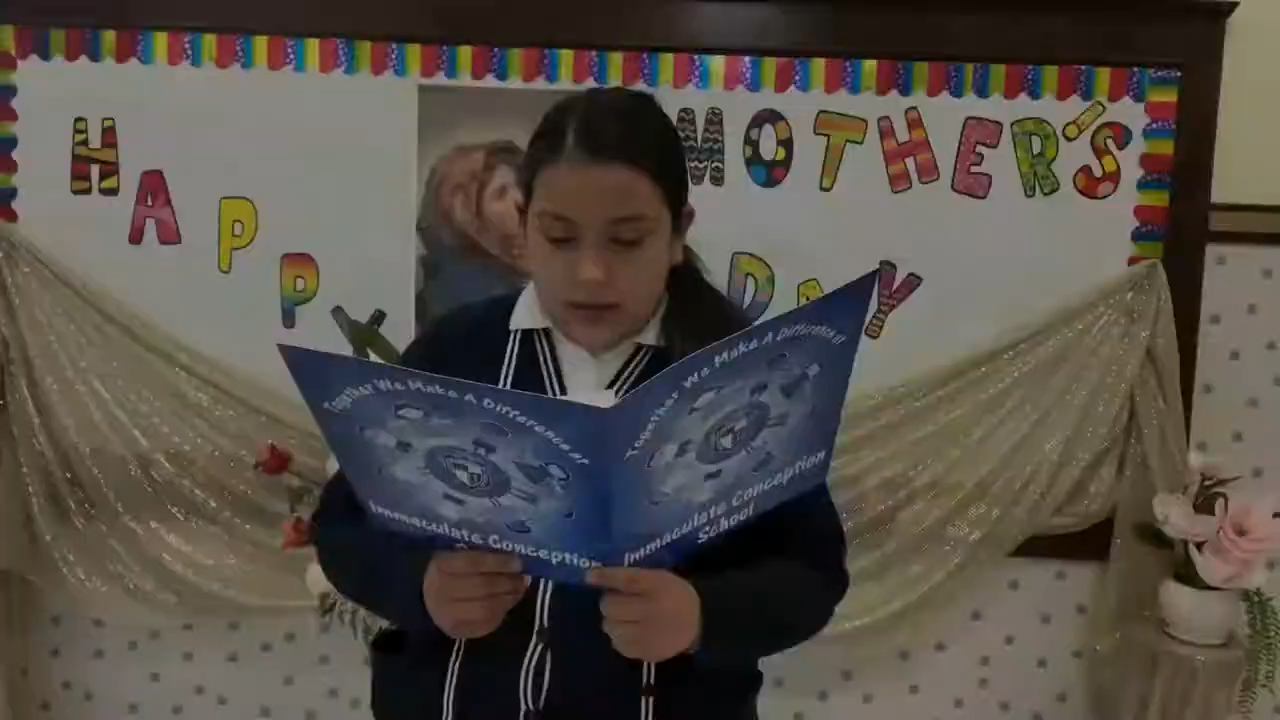 HAPPY
MOTHER'S
DAY
Together We Make A Difference at
Immaculate Conception
Together We Make A Difference at
Immaculate Conception
School